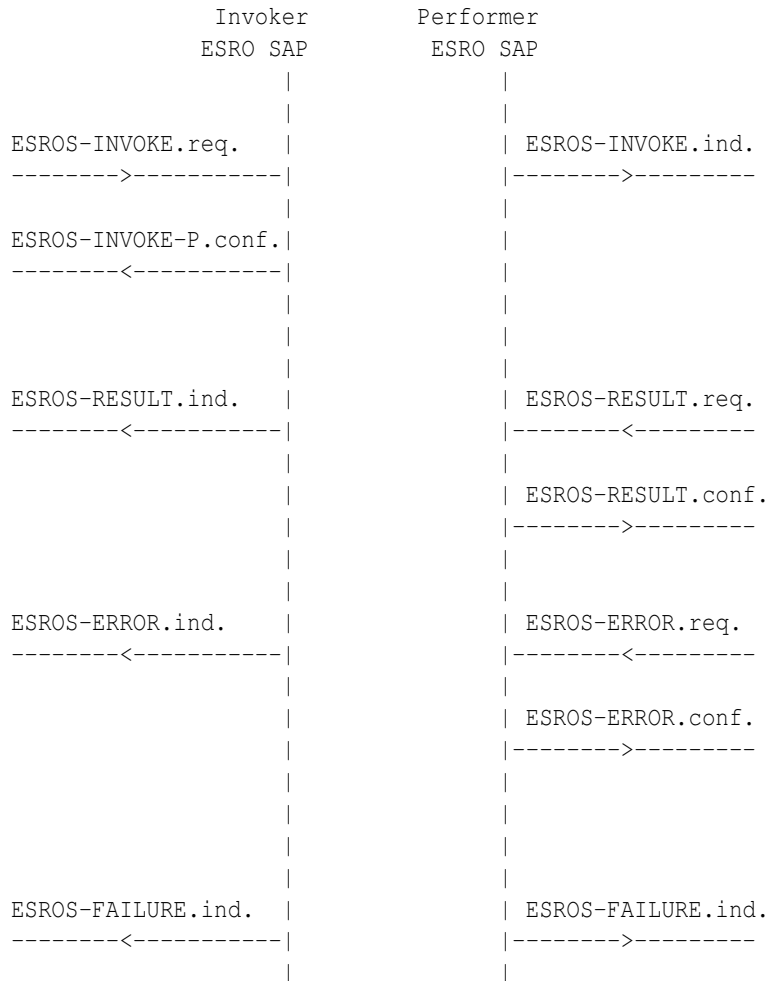 Invoker Performer
ESRO SAP ESRO SAP
| |
| |
ESROS-INVOKE.req. | | ESROS-INVOKE.ind.
-------->-----------| |-------->---------
| |
ESROS-INVOKE-P.conf.| |
--------<-----------| |
| |
| |
| |
ESROS-RESULT.ind. | | ESROS-RESULT.req.
--------<-----------| |--------<---------
| |
| | ESROS-RESULT.conf.
| |-------->---------
| |
| |
ESROS-ERROR.ind. | | ESROS-ERROR.req.
--------<-----------| |--------<---------
| |
| | ESROS-ERROR.conf.
| |-------->---------
| |
| |
| |
| |
ESROS-FAILURE.ind. | | ESROS-FAILURE.ind.
--------<-----------| |-------->---------
| |